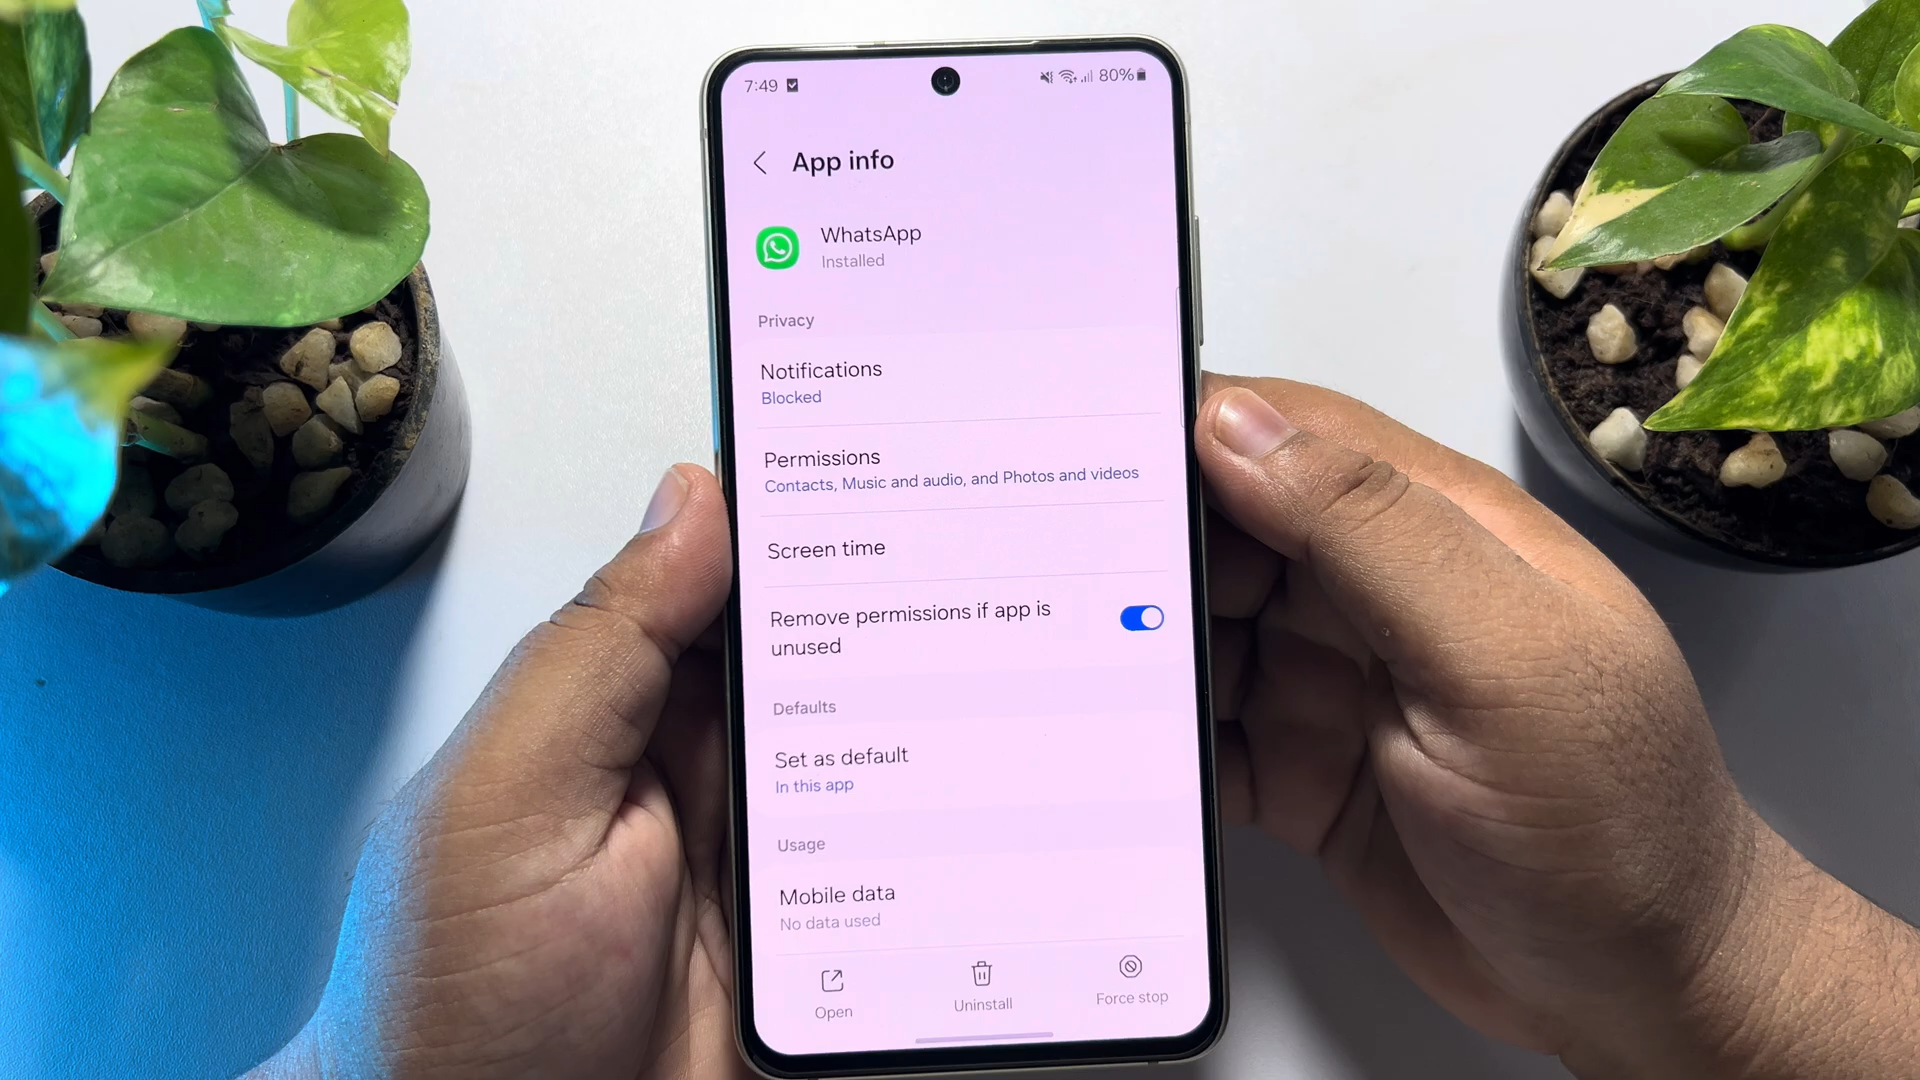 7:49
80%
App info
WhatsApp
Installed
Privacy
Notifications
Blocked
Permissions
Contacts, Music and audio, and Photos and videos
Screen time
Remove permissions if app is
unused
Defaults
Set as default
In this app
Usage
Mobile data
No data used
Open
Uninstall
Force stop